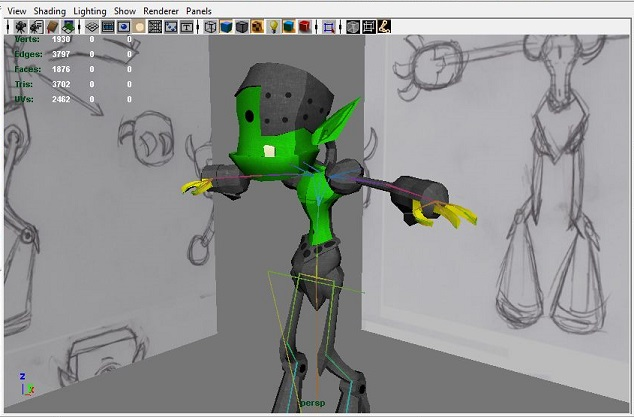 View Shading Lighting Show Renderer Panels
Verts: 1930 0 0
Edges: 3797 0 0
Faces: 1876 0 0
Tris: 3702 0 0
UVs: 2462 0 0
z
x
persp